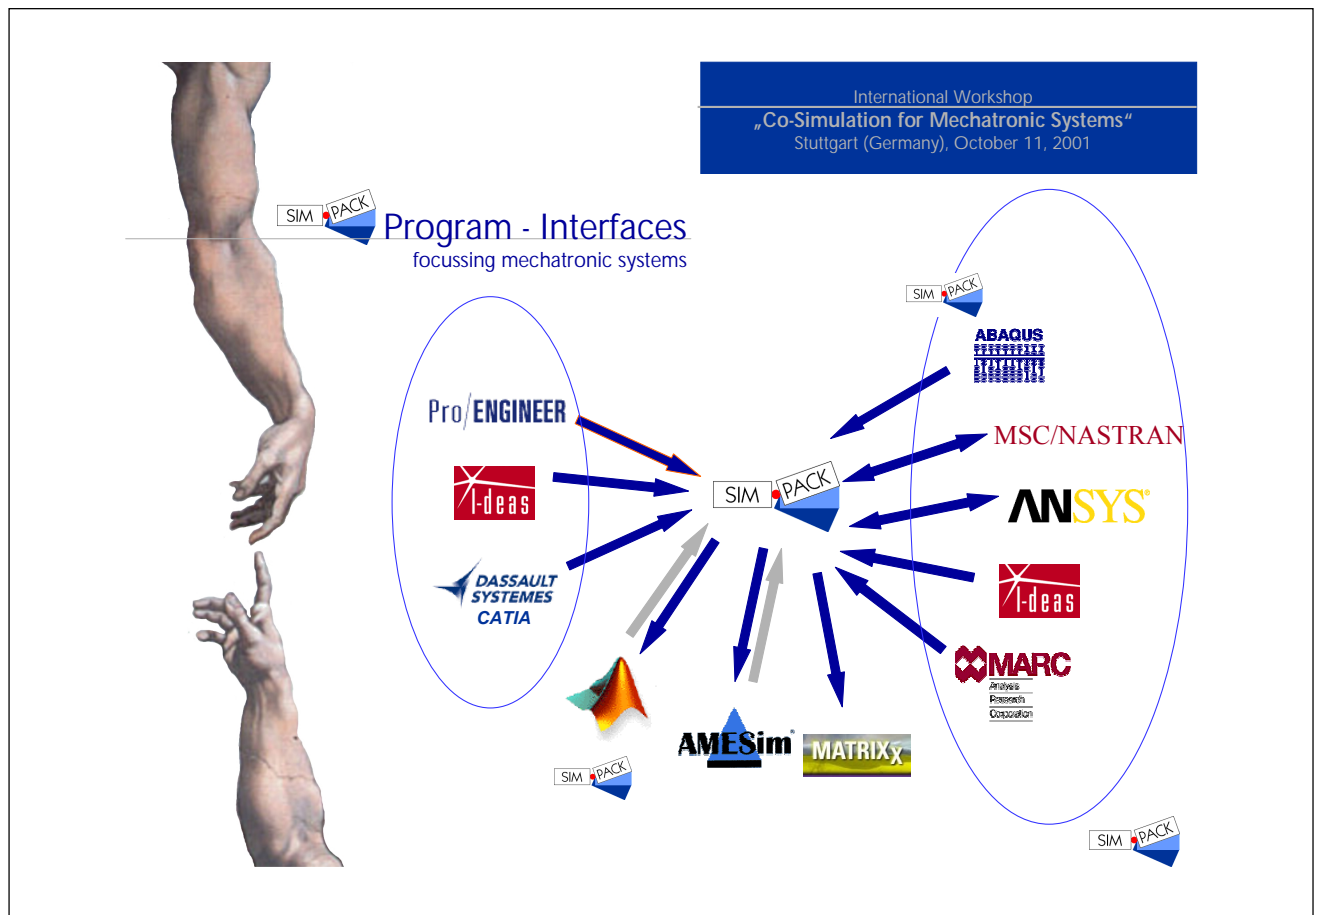 International Workshop
„Co-Simulation for Mechatronic Systems“
Stuttgart (Germany), October 11, 2001
SIM PACK
Program - Interfaces
focussing mechatronic systems
SIM PACK
ABAQUS
Pro/ENGINEER
MSC/NASTRAN
I-deas
SIM PACK
ANSYS®
DASSAULT
SYSTEMES
CATIA
I-deas
MARC
Analysis
Research
Corporation
AMESim®
MATRIXX
SIM PACK
SIM PACK